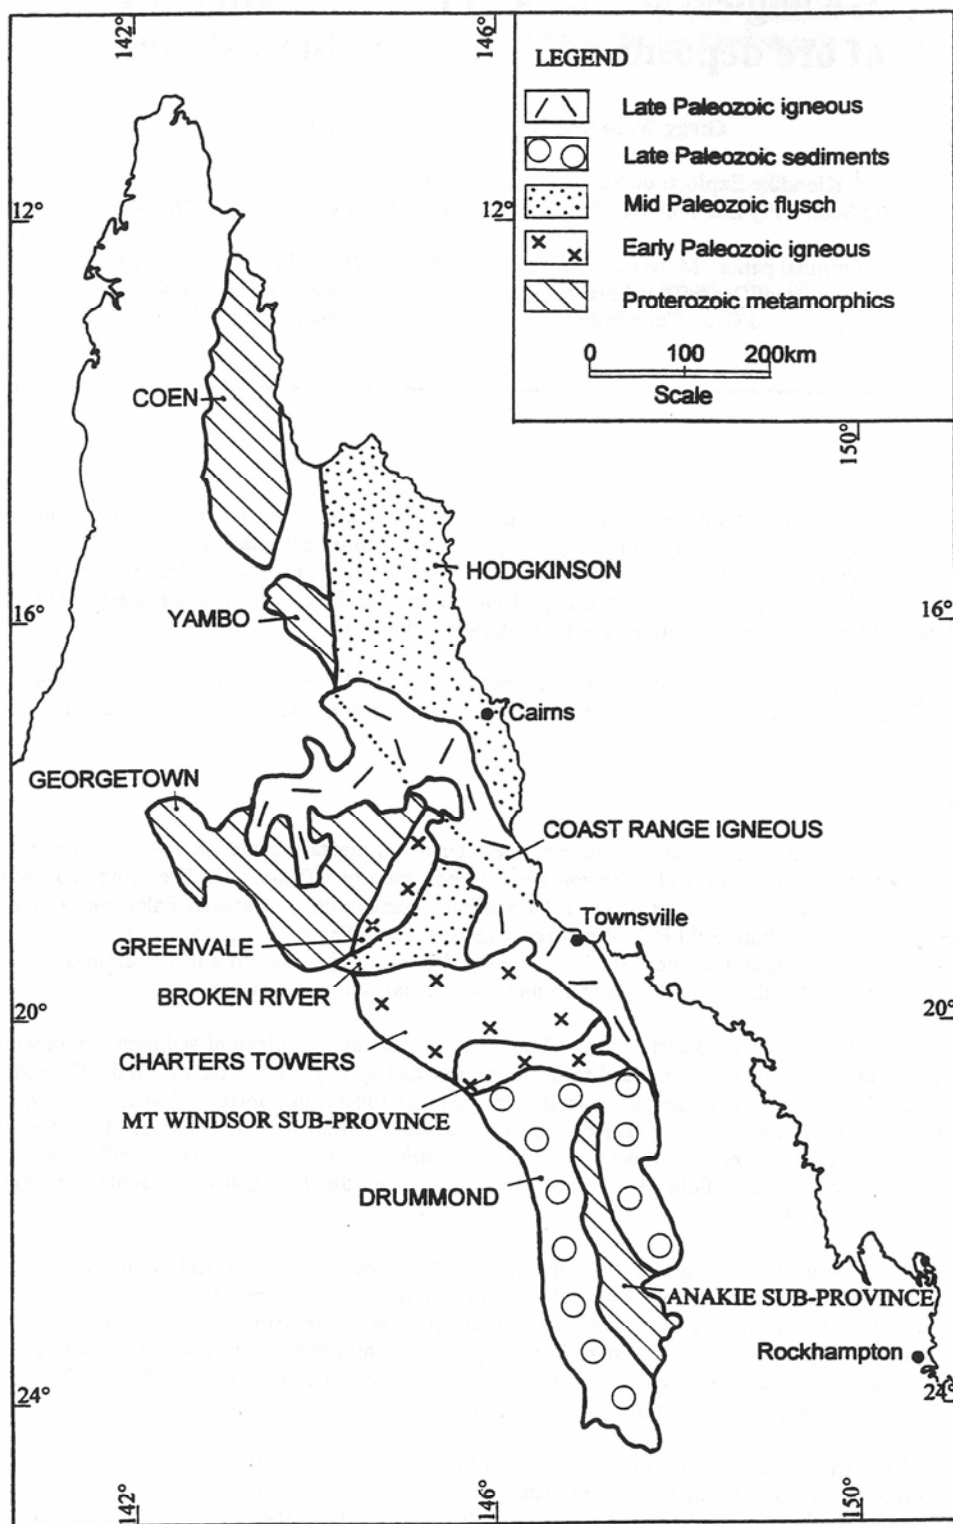 142°
146°
LEGEND
Late Paleozoic igneous
Late Paleozoic sediments
Mid Paleozoic flysch
Early Paleozoic igneous
Proterozoic metamorphics
0 100 200km
Scale
12°
12°
150°
COEN
HODGKINSON
16°
YAMBO
16°
Cairns
GEORGETOWN
COAST RANGE IGNEOUS
Townsville
GREENVALE
BROKEN RIVER
20°
20°
CHARTERS TOWERS
MT WINDSOR SUB-PROVINCE
DRUMMOND
ANAKIE SUB-PROVINCE
Rockhampton
24°
24°
142°
146°
150°